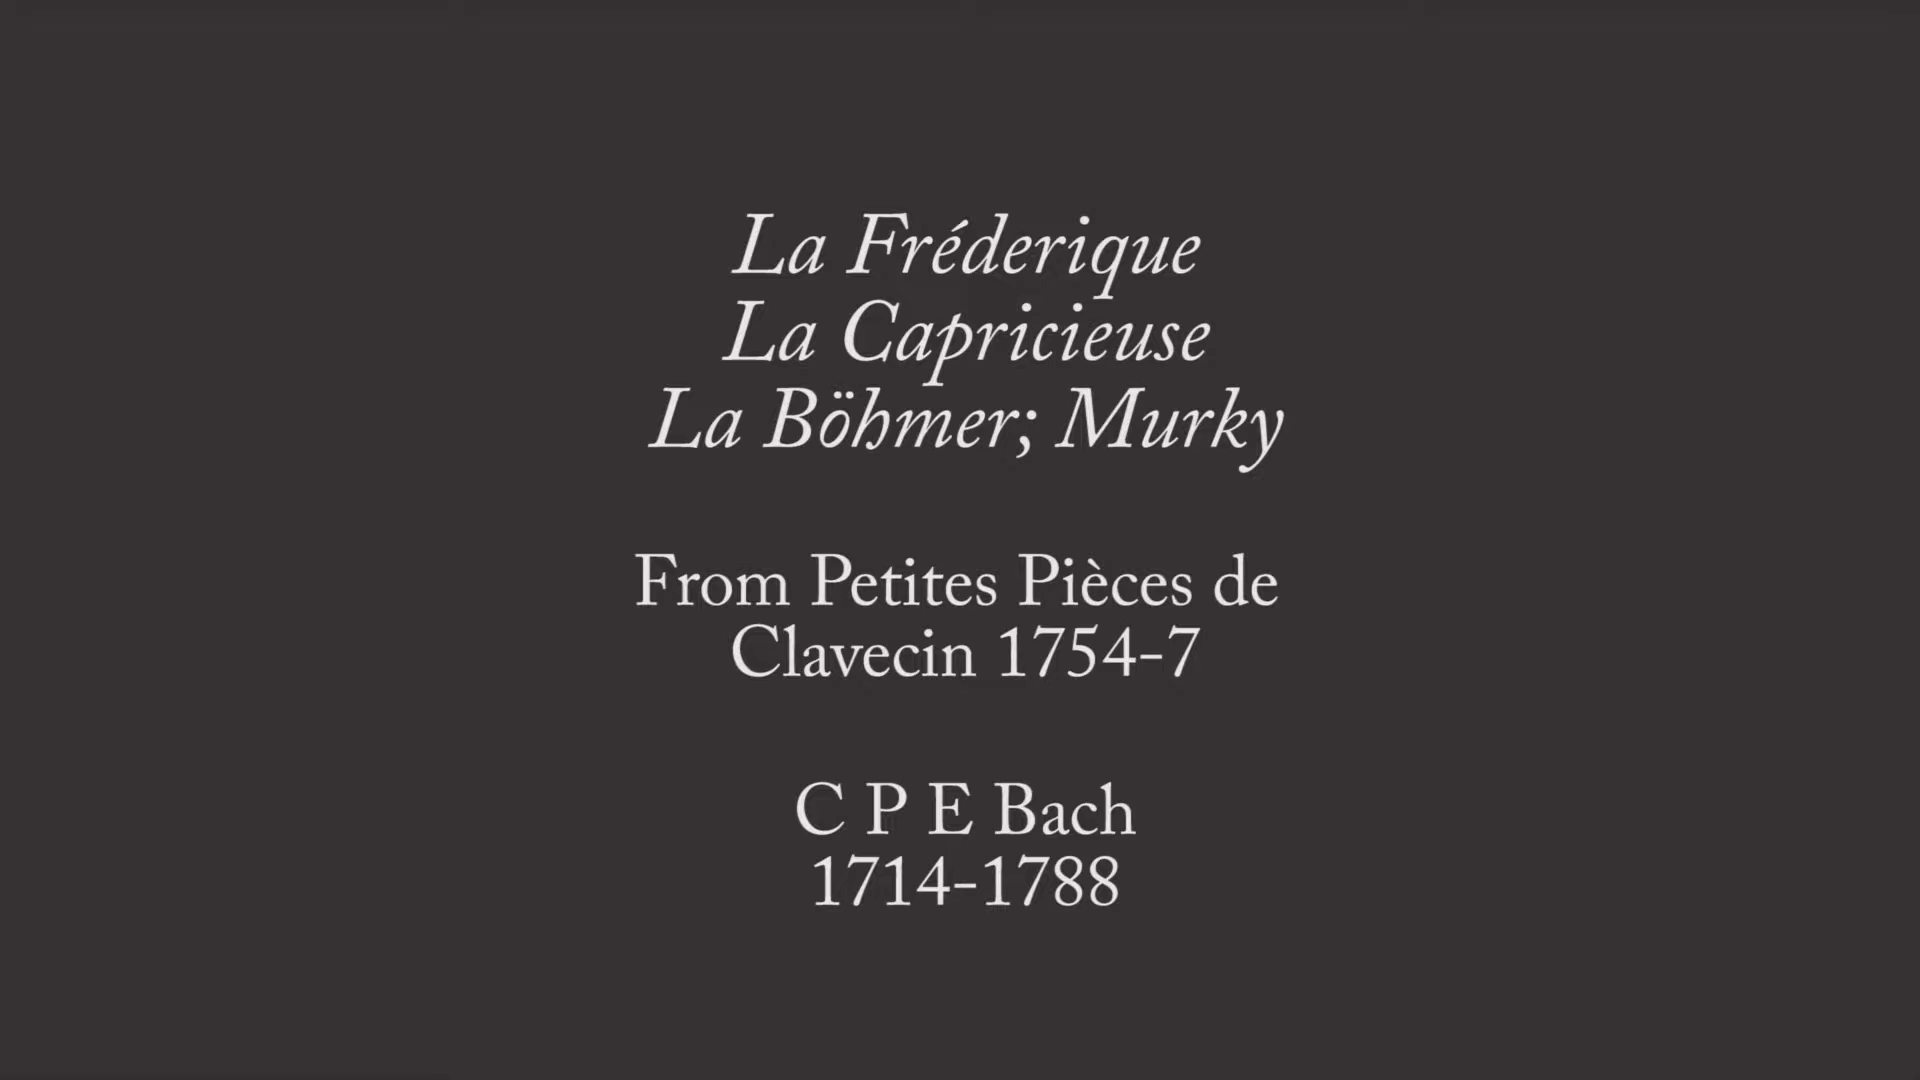 La Fréderique
La Capricieuse
La Böhmer; Murky
From Petites Pièces de
Clavecin 1754-7
C P E Bach
1714-1788